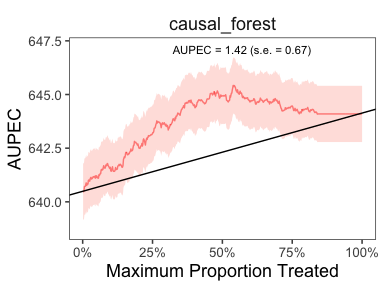 causal_forest
AUPEC = 1.42 (s.e. = 0.67)
647.5
645.0
642.5
640.0
AUPEC
0%
25%
50%
75%
100%
Maximum Proportion Treated